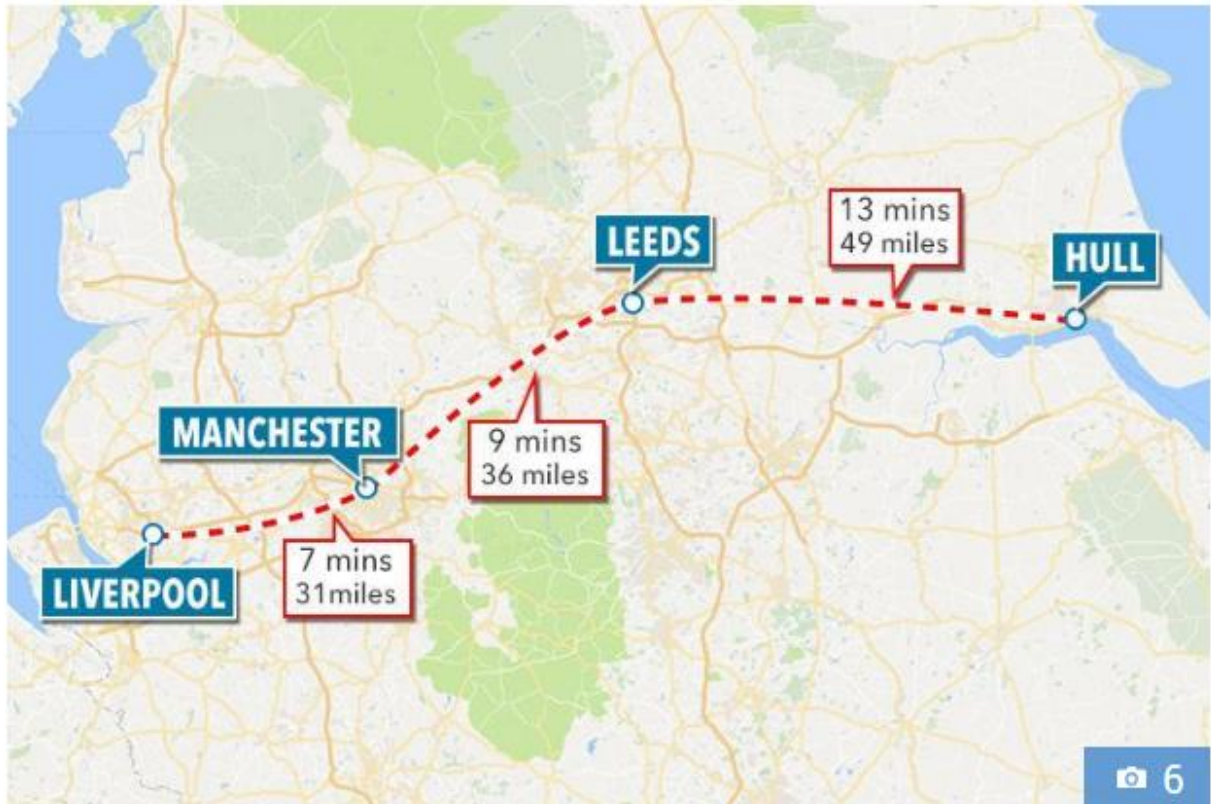 13 mins
49 miles
LEEDS
HULL
MANCHESTER
9 mins
36 miles
7 mins
31miles
LIVERPOOL
6